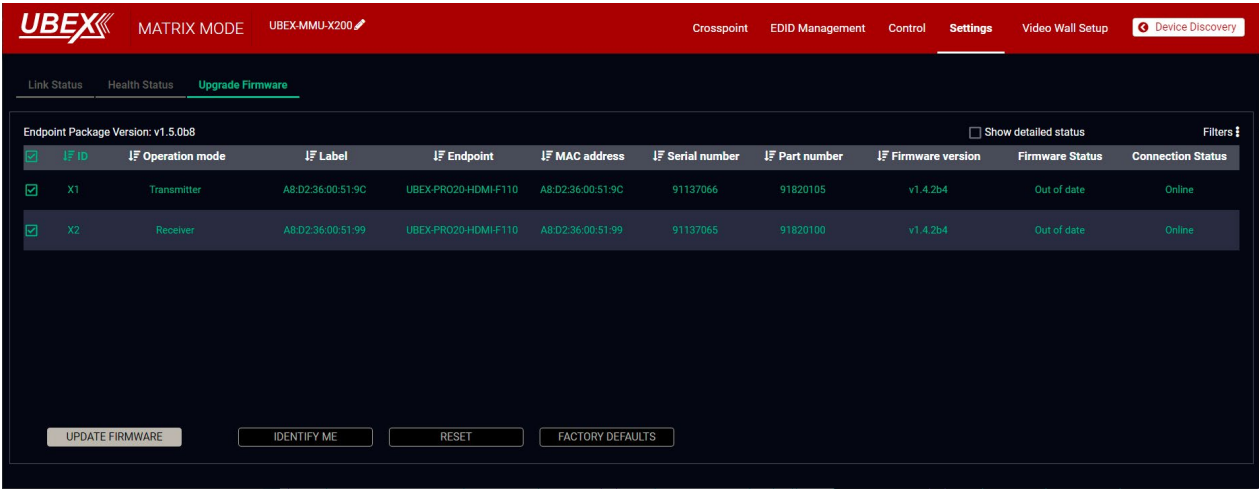 UBEX MATRIX MODE UBEX-MMU-X200 Crosspoint EDID Management Control Settings Video Wall Setup Device Discovery
Link Status Health Status Upgrade Firmware
Endpoint Package Version: v1.5.0b8 Show detailed status Filters
ID Operation mode Label Endpoint MAC address Serial number Part number Firmware version Firmware Status Connection Status
X1 Transmitter A8:D2:36:00:51:9C UBEX-PRO20-HDMI-F110 A8:D2:36:00:51:9C 91137066 91820105 v1.4.2b4 Out of date Online
X2 Receiver A8:D2:36:00:51:99 UBEX-PRO20-HDMI-F110 A8:D2:36:00:51:99 91137065 91820100 v1.4.2b4 Out of date Online
UPDATE FIRMWARE IDENTIFY ME RESET FACTORY DEFAULTS